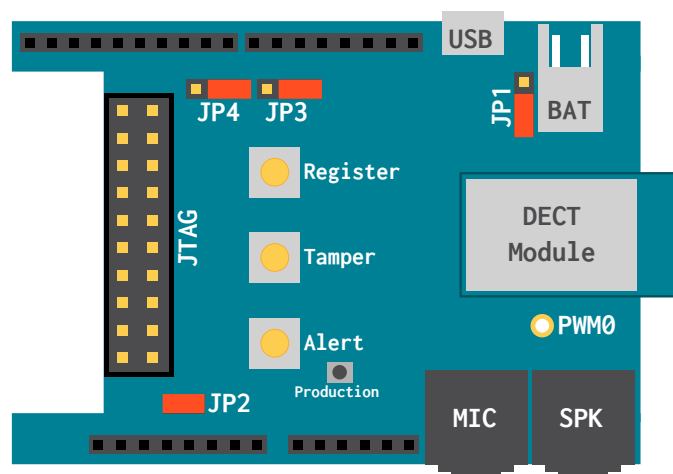 USB
JP4
JP3
JP1
BAT
Register
JTAG
DECT
Module
Tamper
PWM0
Alert
Production
JP2
MIC
SPK